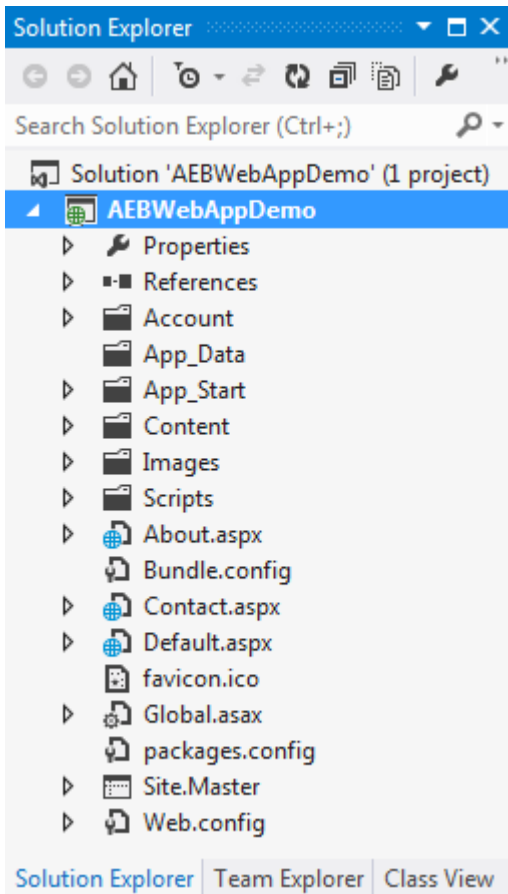 Solution Explorer
Search Solution Explorer (Ctrl+;)
Solution 'AEBWebAppDemo' (1 project)
AEBWebAppDemo
Properties
References
Account
App_Data
App_Start
Content
Images
Scripts
About.aspx
Bundle.config
Contact.aspx
Default.aspx
favicon.ico
Global.asax
packages.config
Site.Master
Web.config
Solution Explorer Team Explorer Class View